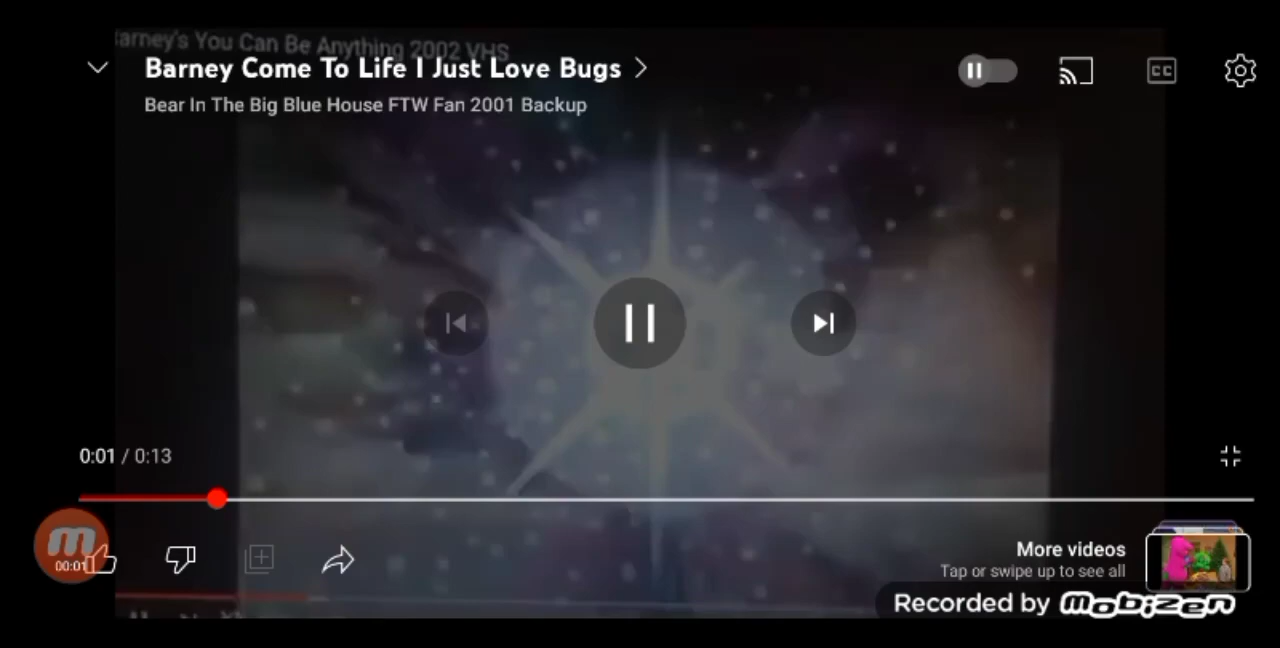 Barney's You Can Be Anything 2002 VHS
Barney Come To Life I Just Love Bugs
Bear In The Big Blue House FTW Fan 2001 Backup
CC
0:01 / 0:13
00:01
More videos
Tap or swipe up to see all
Recorded by Mobizen